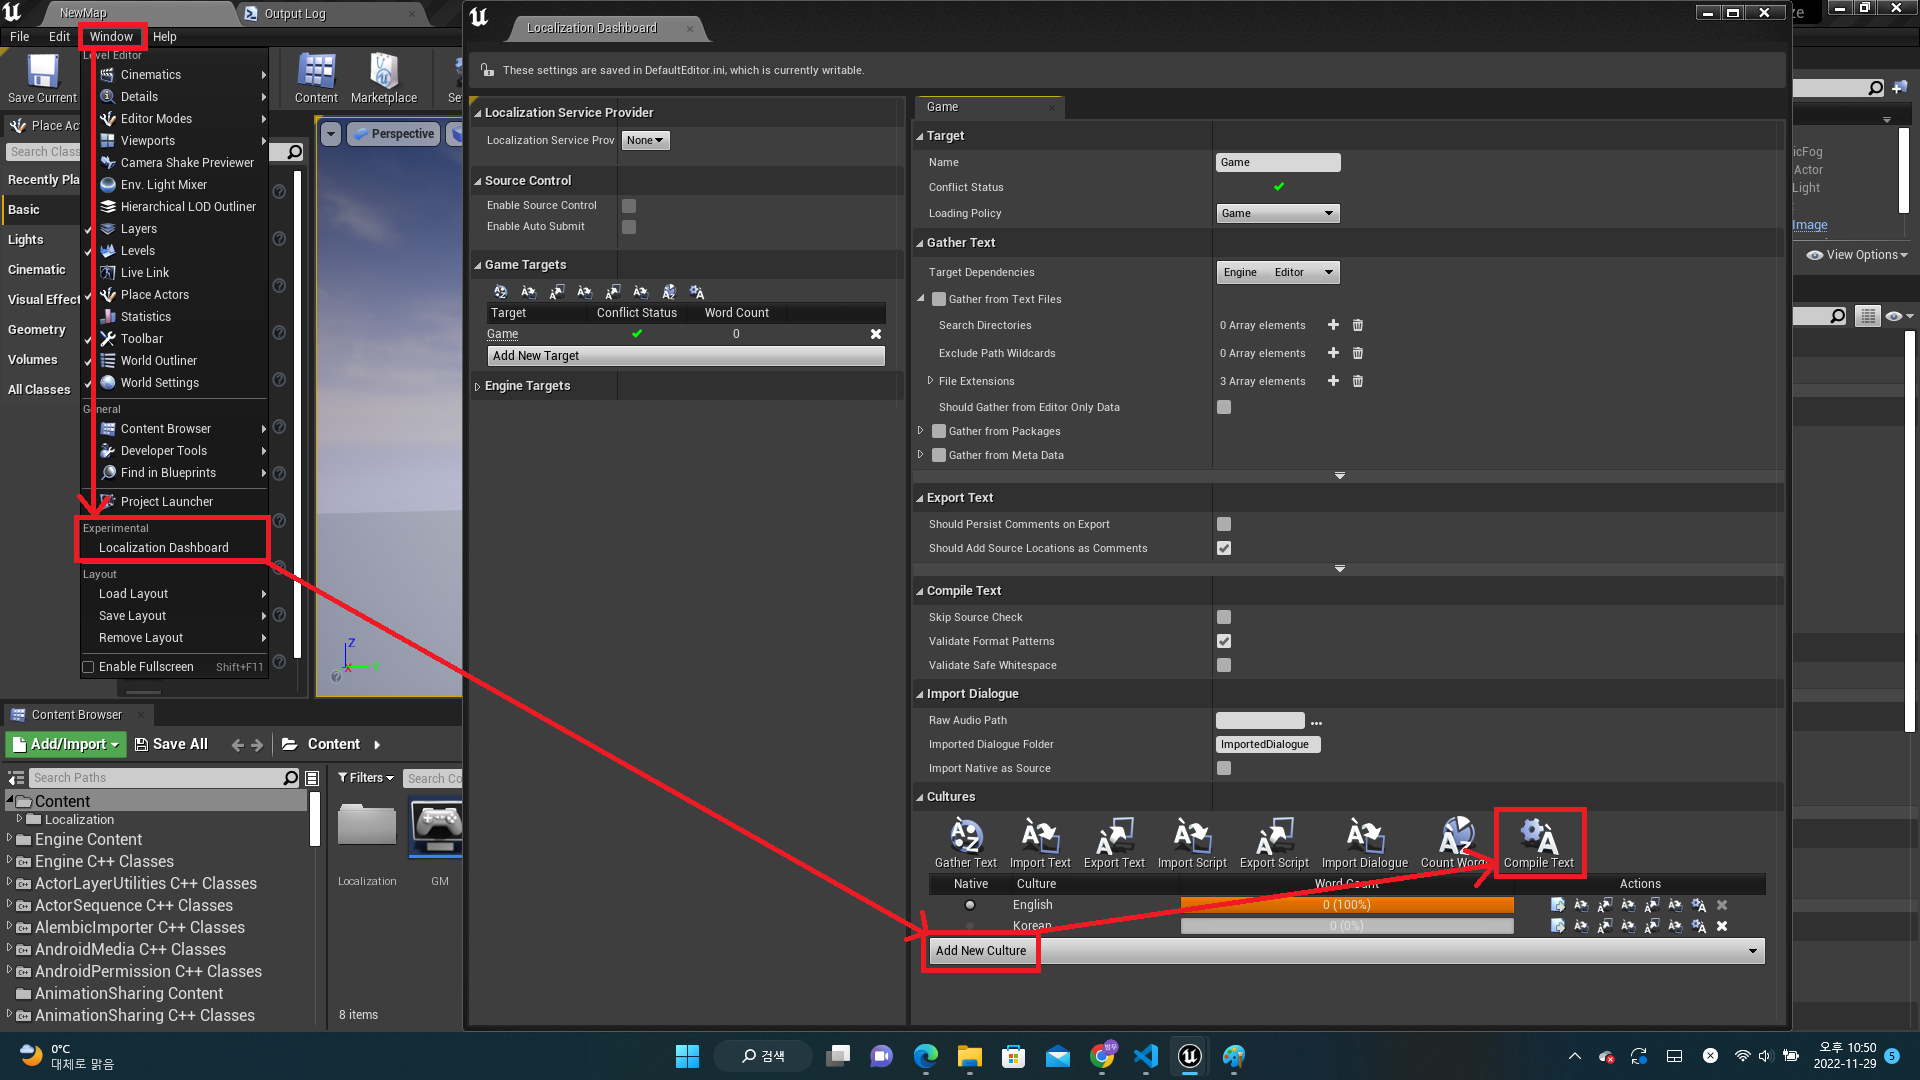 NewMap
Output Log
File Edit Window Help
Save Current
Content
Marketplace
Level Editor
Cinematics
Details
Editor Modes
Viewports
Camera Shake Previewer
Env. Light Mixer
Hierarchical LOD Outliner
Layers
Levels
Live Link
Place Actors
Statistics
Toolbar
World Outliner
World Settings
General
Content Browser
Developer Tools
Find in Blueprints
Project Launcher
Experimental
Localization Dashboard
Layout
Load Layout
Save Layout
Remove Layout
Enable Fullscreen Shift+F11
Place Ac
Search Clas
Recently Pla
Basic
Lights
Cinematic
Visual Effect
Geometry
Volumes
All Classes
Perspective
Z
Y
X
Localization Dashboard
These settings are saved in DefaultEditor.ini, which is currently writable.
Localization Service Provider
Localization Service Prov None
Source Control
Enable Source Control
Enable Auto Submit
Game Targets
Target Conflict Status Word Count
Game 0
Add New Target
Engine Targets
Game
Target
Name Game
Conflict Status
Loading Policy Game
Gather Text
Target Dependencies Engine Editor
Gather from Text Files
Search Directories 0 Array elements
Exclude Path Wildcards 0 Array elements
File Extensions 3 Array elements
Should Gather from Editor Only Data
Gather from Packages
Gather from Meta Data
Export Text
Should Persist Comments on Export
Should Add Source Locations as Comments
Compile Text
Skip Source Check
Validate Format Patterns
Validate Safe Whitespace
Import Dialogue
Raw Audio Path ...
Imported Dialogue Folder ImportedDialogue
Import Native as Source
Cultures
Gather Text Import Text Export Text Import Script Export Script Import Dialogue Count Words Compile Text
Native Culture Word Count Actions
English 0 (100%)
Korean 0 (0%)
Add New Culture
ze
icFog
Actor
Light
Image
View Options
Content Browser
Add/Import Save All Content
Search Paths
Filters Search Co
Content
Localization
Engine Content
Engine C++ Classes
ActorLayerUtilities C++ Classes
ActorSequence C++ Classes
AlembicImporter C++ Classes
AndroidMedia C++ Classes
AndroidPermission C++ Classes
AnimationSharing Content
AnimationSharing C++ Classes
Localization
GM
8 items
0°C
대체로 맑음
검색
오후 10:50
2022-11-29
5